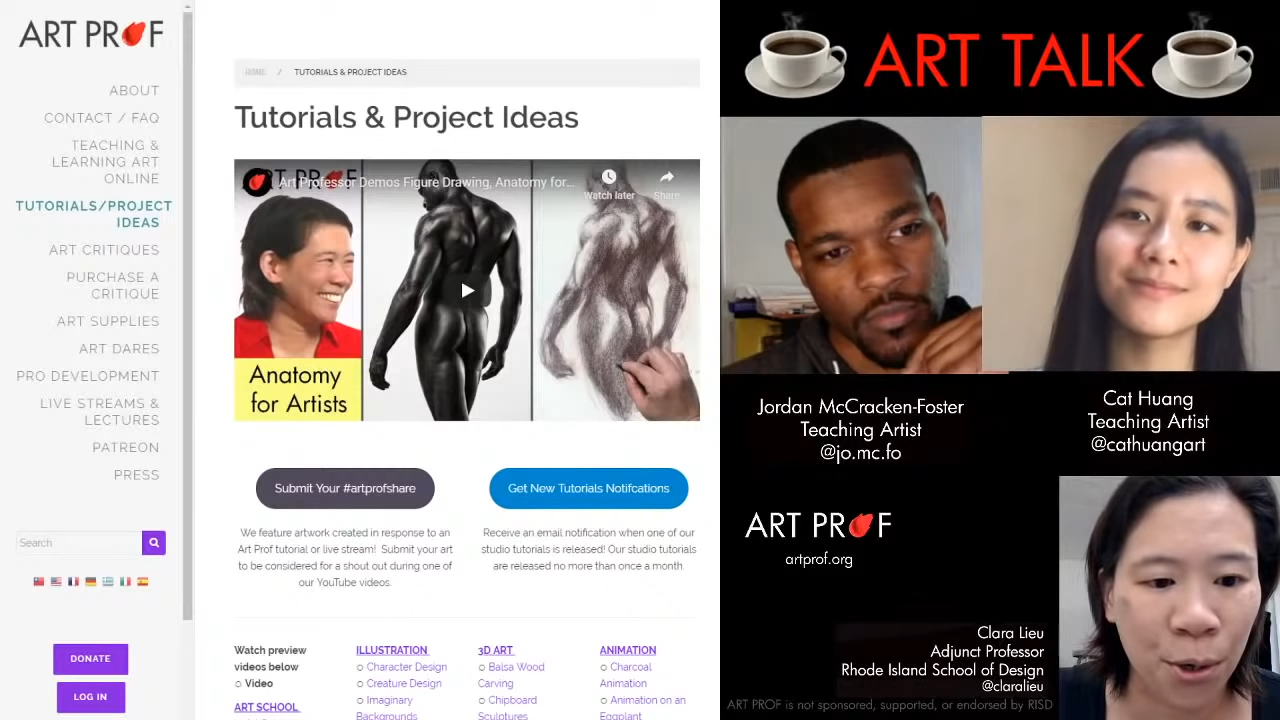 ART PROF
ABOUT
CONTACT / FAQ
TEACHING &
LEARNING ART
ONLINE
TUTORIALS/PROJECT
IDEAS
ART CRITIQUES
PURCHASE A
CRITIQUE
ART SUPPLIES
ART DARES
PRO DEVELOPMENT
LIVE STREAMS &
LECTURES
PATREON
PRESS
Search
DONATE
LOG IN
HOME / TUTORIALS & PROJECT IDEAS
Tutorials & Project Ideas
Art Professor Demos Figure Drawing, Anatomy for...
Watch later
Share
Anatomy
for Artists
Submit Your #artprofshare
We feature artwork created in response to an
Art Prof tutorial or live stream! Submit your art
to be considered for a shout out during one of
our YouTube videos.
Get New Tutorials Notifcations
Receive an email notification when one of our
studio tutorials is released! Our studio tutorials
are released no more than once a month.
Watch preview
videos below
Video
ART SCHOOL
ILLUSTRATION
Character Design
Creature Design
Imaginary
Backgrounds
3D ART
Balsa Wood
Carving
Chipboard
Sculptures
ANIMATION
Charcoal
Animation
Animation on an
Eggplant
ART TALK
Jordan McCracken-Foster
Teaching Artist
@jo.mc.fo
Cat Huang
Teaching Artist
@cathuangart
ART PROF
artprof.org
Clara Lieu
Adjunct Professor
Rhode Island School of Design
@claralieu
ART PROF is not sponsored, supported, or endorsed by RISD